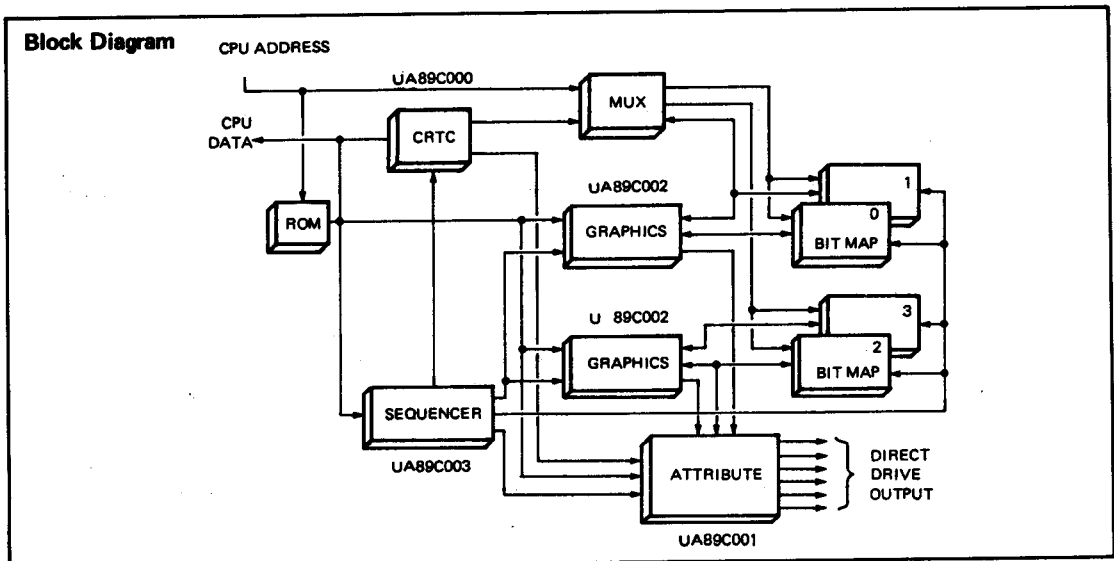 Block Diagram
CPU ADDRESS
UA89C000
MUX
CPU
DATA
CRTC
UA89C002
1
ROM
GRAPHICS
0
BIT MAP
U 89C002
3
GRAPHICS
2
BIT MAP
SEQUENCER
UA89C003
ATTRIBUTE
DIRECT
DRIVE
OUTPUT
UA89C001